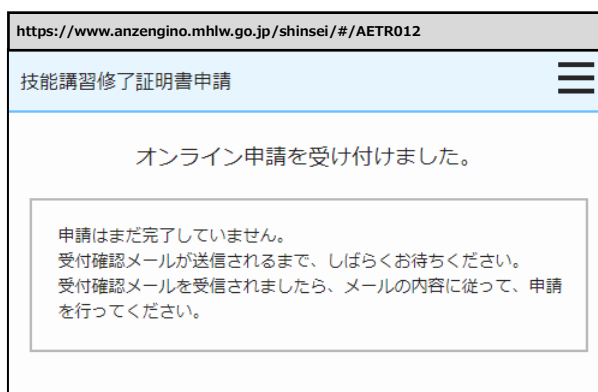 https://www.anzengino.mhlw.go.jp/shinsei/#/AETR012
技能講習修了証明書申請
オンライン申請を受け付けました。
申請はまだ完了していません。
受付確認メールが送信されるまで、しばらくお待ちください。
受付確認メールを受信されましたら、メールの内容に従って、申請
を行ってください。